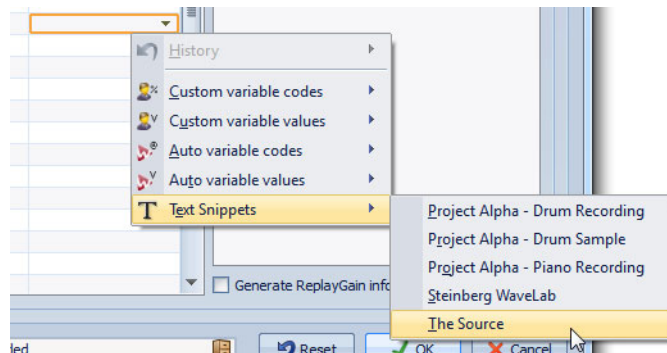 History
Custom variable codes
Custom variable values
Auto variable codes
Auto variable values
T Text Snippets
Project Alpha - Drum Recording
Project Alpha - Drum Sample
Project Alpha - Piano Recording
Steinberg WaveLab
The Source
Generate ReplayGain info
ded
Reset
OK
Cancel